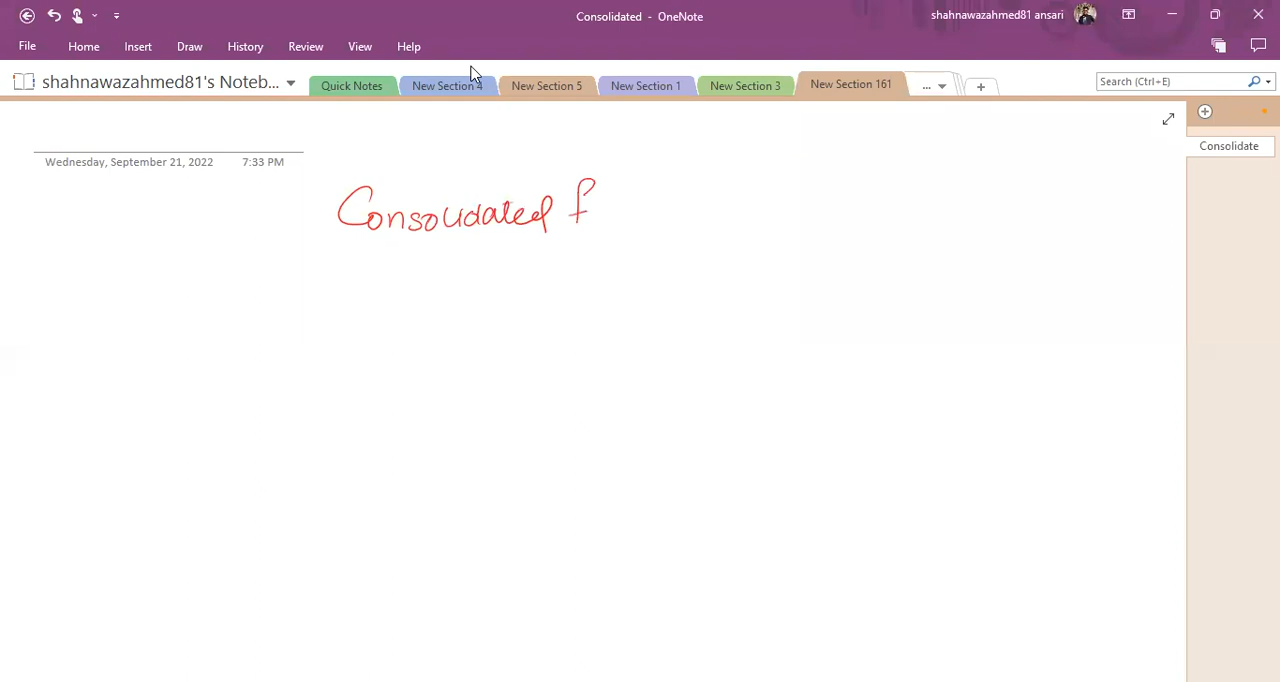 Consolidated - OneNote
shahnawazahmed81 ansari
File Home Insert Draw History Review View Help
shahnawazahmed81's Noteb... Quick Notes New Section 4 New Section 5 New Section 1 New Section 3 New Section 161 ... + Search (Ctrl+E)
Consolidate
Wednesday, September 21, 2022 7:33 PM
Consolidated f